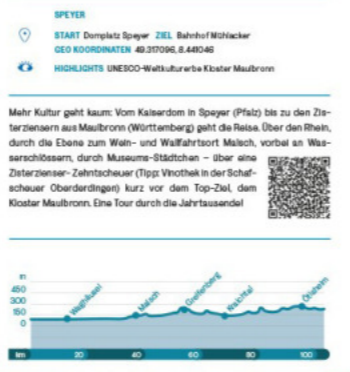 SPEYER
START Domplatz Speyer ZIEL Bahnhof Mühlacker
GEO KOORDINATEN 49.317096, 8.441046
HIGHLIGHTS UNESCO-Weltkulturerbe Kloster Maulbronn
Mehr Kultur geht kaum: Vom Kaiserdom in Speyer (Pfalz) bis zu den Zis-
terziensern aus Maulbronn (Württemberg) geht die Reise. Über den Rhein,
durch die Ebene zum Wein- und Wallfahrtsort Malsch, vorbei an Was-
serschlössern, durch Museums-Städtchen – über eine
Zisterzienser-Zehntscheuer (Tipp: Vinothek in der Schaf-
scheuer Oberderdingen) kurz vor dem Top-Ziel, dem
Kloster Maulbronn. Eine Tour durch die Jahrtausende!
m
450
300
150
0
Waghäusel
Malsch
Greifenberg
Kraichtal
Ölbronn
km 20 40 60 80 100